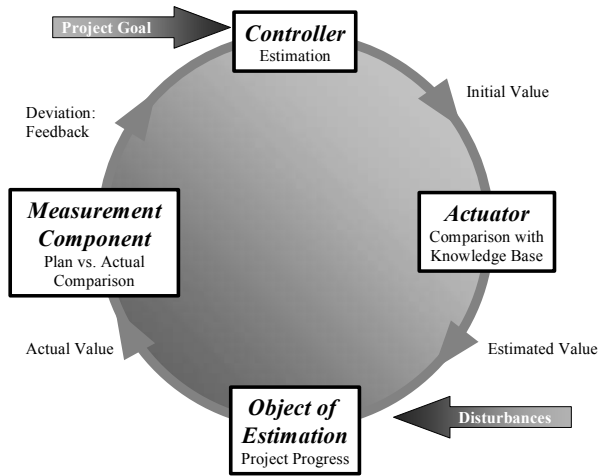 Project Goal
Controller
Estimation
Initial Value
Deviation:
Feedback
Measurement
Component
Plan vs. Actual
Comparison
Actuator
Comparison with
Knowledge Base
Actual Value
Estimated Value
Object of
Estimation
Project Progress
Disturbances